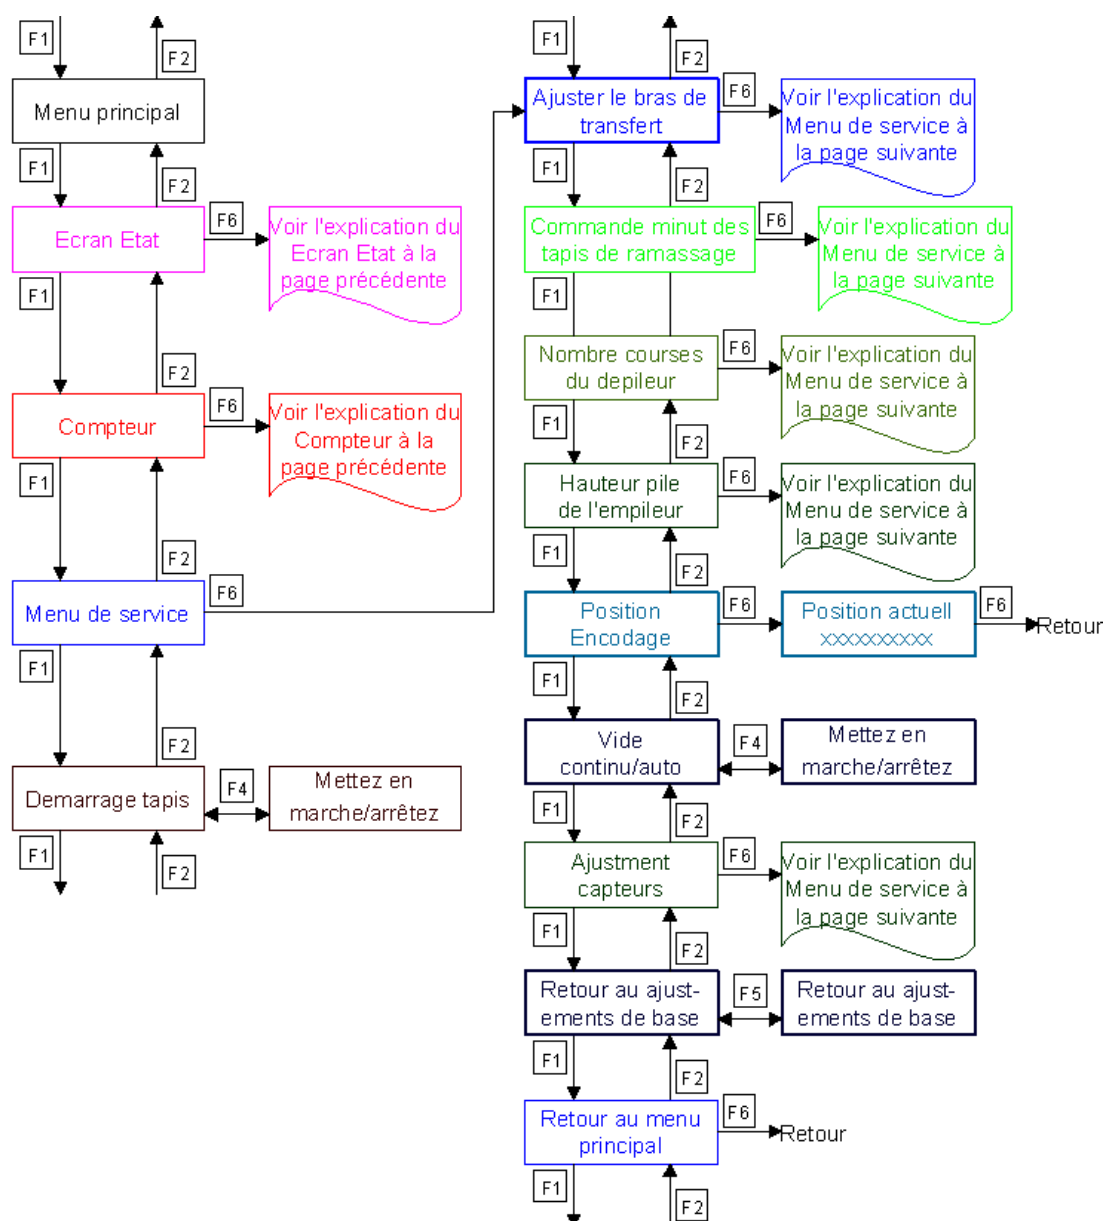 F1
F2
Menu principal
F1
F2
Ecran Etat
F6
Voir l'explication du
Ecran Etat à la
page précédente
F1
F2
Compteur
F6
Voir l'explication du
Compteur à la
page précédente
F1
F2
Menu de service
F6
F1
F2
Demarrage tapis
F4
Mettez en
marche/arrêtez
F1
F2
F1
F2
Ajuster le bras de
transfert
F6
Voir l'explication du
Menu de service à
la page suivante
F1
F2
Commande minut des
tapis de ramassage
F6
Voir l'explication du
Menu de service à
la page suivante
F1
Nombre courses
du depileur
F6
Voir l'explication du
Menu de service à
la page suivante
F1
F2
Hauteur pile
de l'empileur
F6
Voir l'explication du
Menu de service à
la page suivante
F1
F2
Position
Encodage
F6
Position actuell
xxxxxxxxxx
F6
Retour
F1
F2
Vide
continu/auto
F4
Mettez en
marche/arrêtez
F1
F2
Ajustment
capteurs
F6
Voir l'explication du
Menu de service à
la page suivante
F1
F2
Retour au ajust-
ements de base
F5
Retour au ajust-
ements de base
F1
F2
Retour au menu
principal
F6
Retour
F1
F2